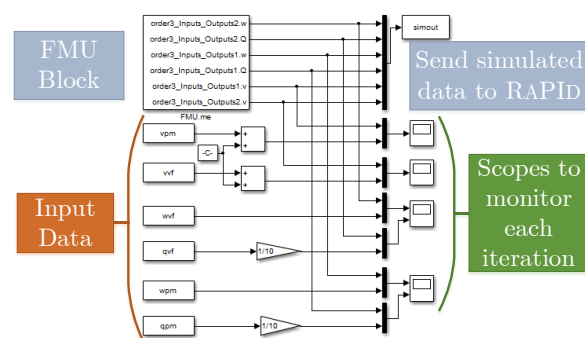 FMU
Block
order3_Inputs_Outputs2.w
order3_Inputs_Outputs2.Q
order3_Inputs_Outputs1.w
order3_Inputs_Outputs1.Q
order3_Inputs_Outputs1.v
order3_Inputs_Outputs2.v
FMU.me
simout
Send simulated
data to RAPID
Input
Data
vpm
-C-
vvf
wvf
qvf
wpm
qpm
+
+
+
+
1/10
1/10
Scopes to
monitor
each
iteration